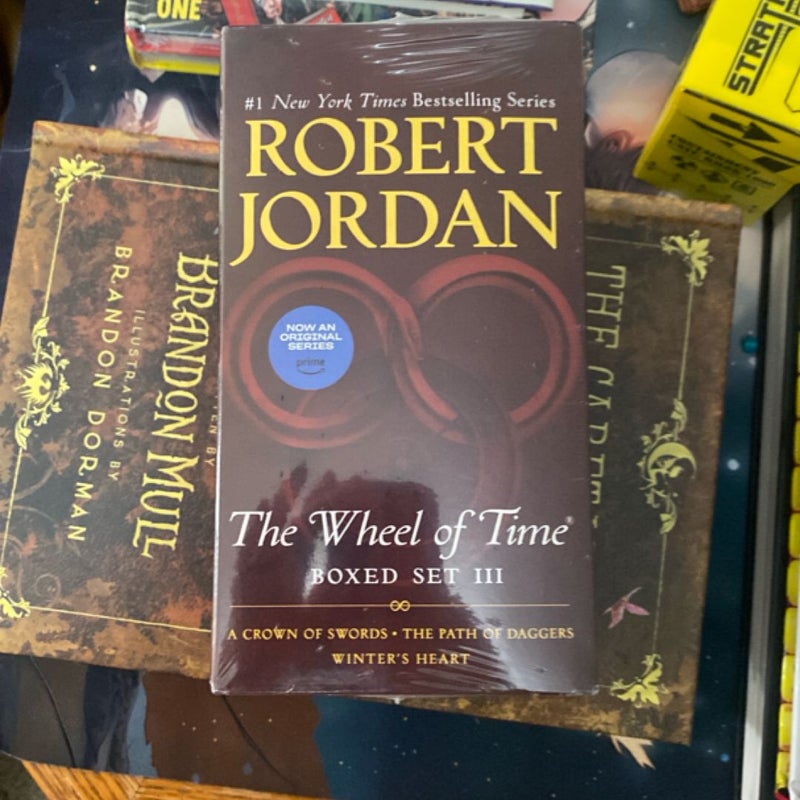 ONE
#1 New York Times Bestselling Series
ROBERT
JORDAN
NOW AN
ORIGINAL
SERIES
prime
The Wheel of Time®
BOXED SET III
A CROWN OF SWORDS • THE PATH OF DAGGERS
WINTER'S HEART
BY
BRANDON MULL
ILLUSTRATIONS BY
BRANDON DORMAN
THE
STRAT